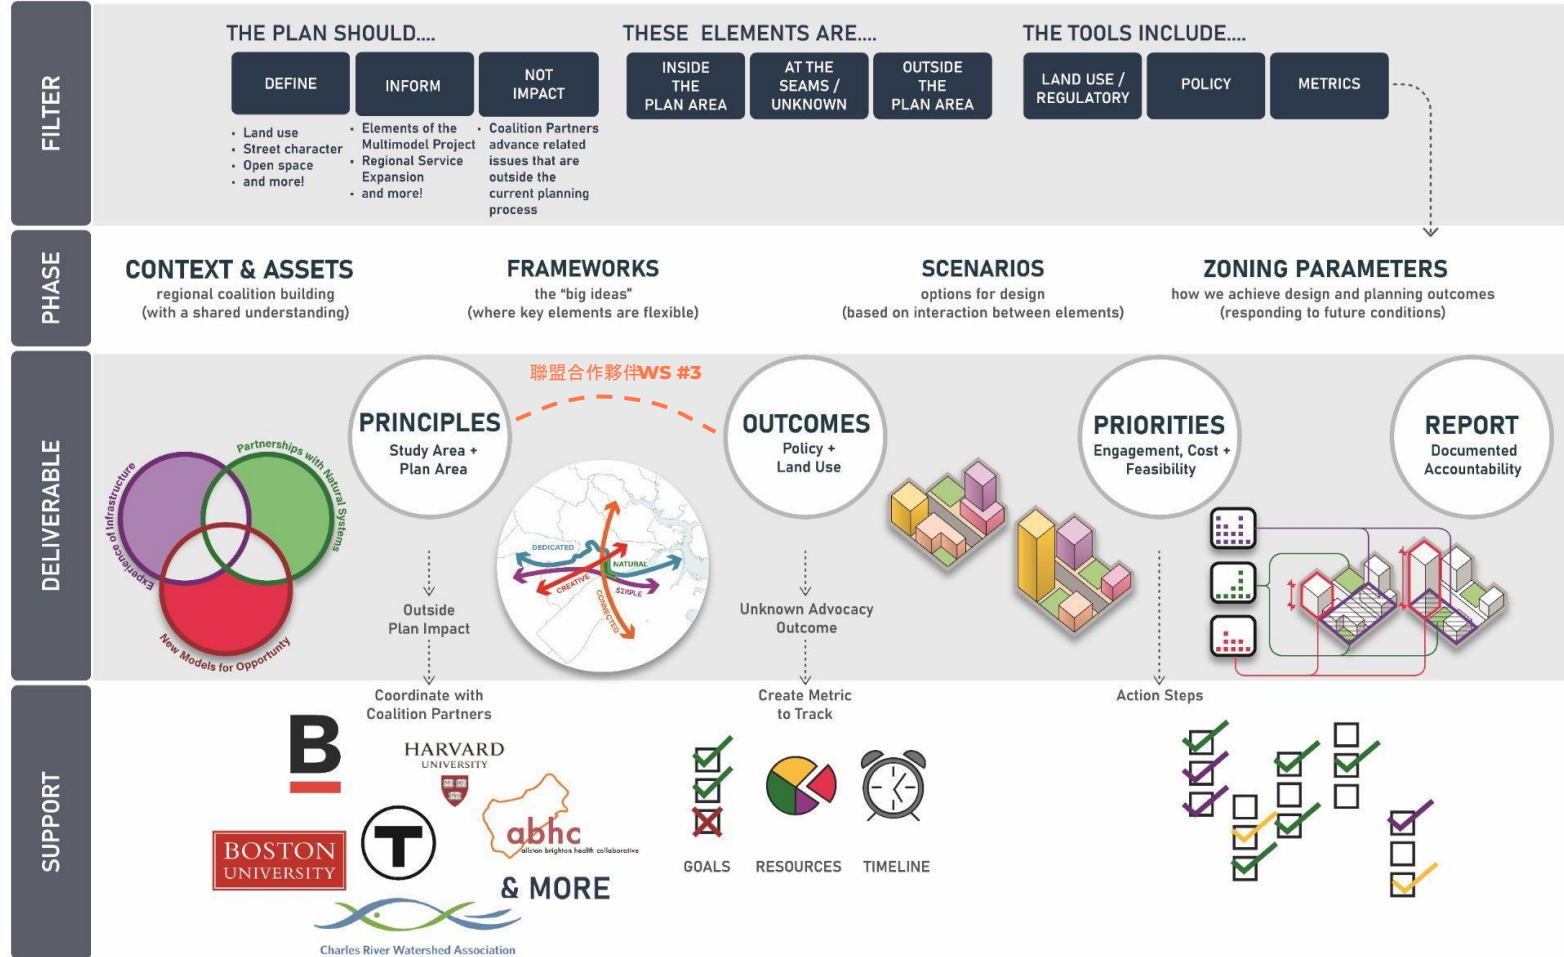 FILTER
THE PLAN SHOULD....
DEFINE
INFORM
NOT
IMPACT
• Land use
• Street character
• Open space
• and more!
• Elements of the
Multimodel Project
• Regional Service
Expansion
• and more!
• Coalition Partners
advance related
issues that are
outside the
current planning
process
THESE ELEMENTS ARE....
INSIDE
THE
PLAN AREA
AT THE
SEAMS /
UNKNOWN
OUTSIDE
THE
PLAN AREA
THE TOOLS INCLUDE....
LAND USE /
REGULATORY
POLICY
METRICS
PHASE
CONTEXT & ASSETS
regional coalition building
(with a shared understanding)
FRAMEWORKS
the “big ideas”
(where key elements are flexible)
SCENARIOS
options for design
(based on interaction between elements)
ZONING PARAMETERS
how we achieve design and planning outcomes
(responding to future conditions)
DELIVERABLE
Experience of Infrastructure
Partnerships with Natural Systems
New Models for Opportunty
PRINCIPLES
Study Area +
Plan Area
聯盟合作夥伴WS #3
OUTCOMES
Policy +
Land Use
PRIORITIES
Engagement, Cost +
Feasibility
REPORT
Documented
Accountability
DEDICATED
NATURAL
CREATIVE
SIMPLE
CONNECTED
Outside
Plan Impact
Unknown Advocacy
Outcome
SUPPORT
Coordinate with
Coalition Partners
Create Metric
to Track
Action Steps
B
HARVARD
UNIVERSITY
BOSTON
UNIVERSITY
T
abhc
allston brighton health collaborative
& MORE
Charles River Watershed Association
GOALS
RESOURCES
TIMELINE